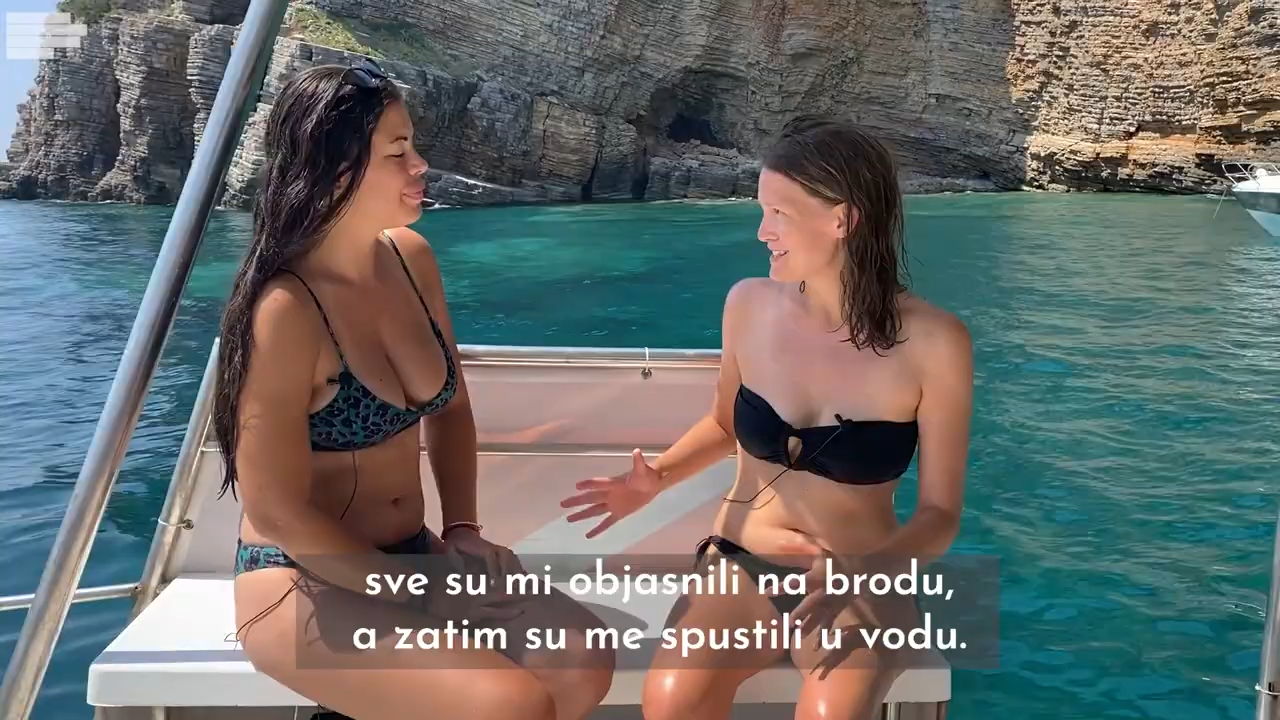 sve su mi objasnili na brodu,
a zatim su me spustili u vodu.